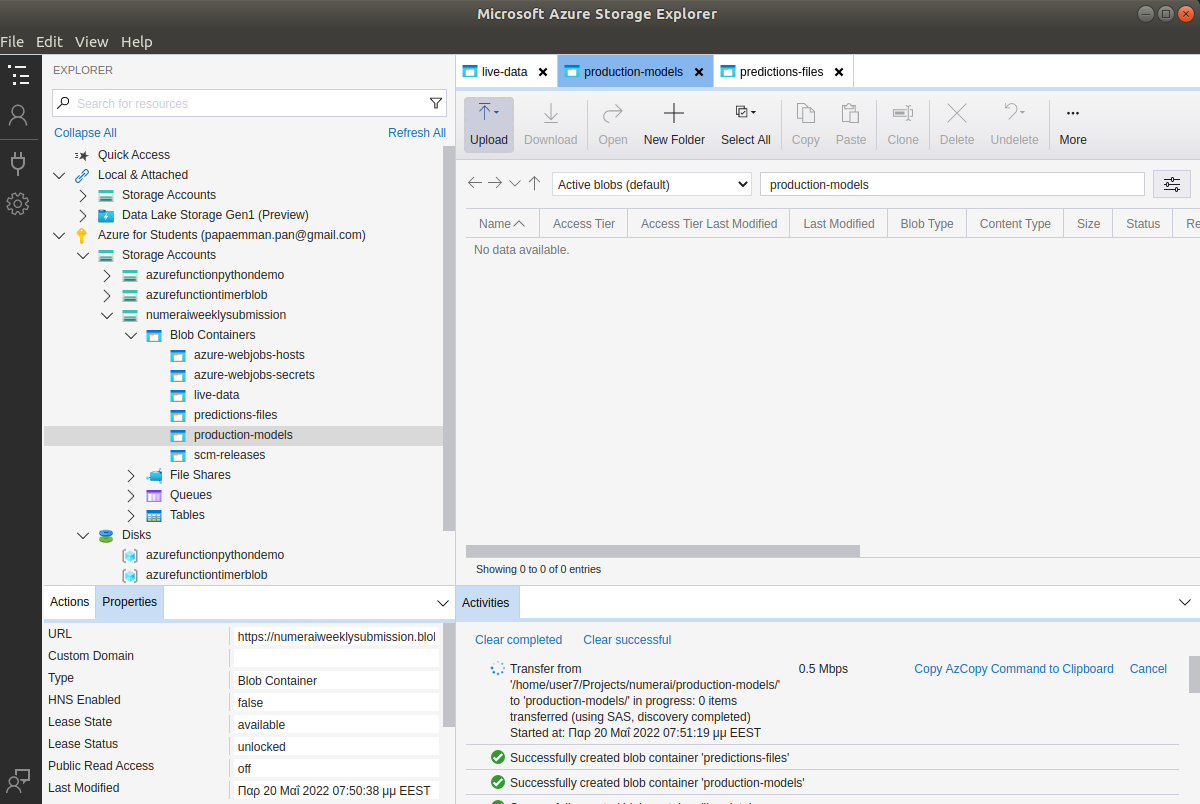 Microsoft Azure Storage Explorer
File Edit View Help
EXPLORER
Search for resources
Collapse All Refresh All
Quick Access
Local & Attached
Storage Accounts
Data Lake Storage Gen1 (Preview)
Azure for Students (papaemman.pan@gmail.com)
Storage Accounts
azurefunctionpythondemo
azurefunctiontimerblob
numeraiweeklysubmission
Blob Containers
azure-webjobs-hosts
azure-webjobs-secrets
live-data
predictions-files
production-models
scm-releases
File Shares
Queues
Tables
Disks
azurefunctionpythondemo
azurefunctiontimerblob
Actions Properties
URL https://numeraiweeklysubmission.blol
Custom Domain
Type Blob Container
HNS Enabled false
Lease State available
Lease Status unlocked
Public Read Access off
Last Modified Παρ 20 Μαΐ 2022 07:50:38 μμ EEST
live-data production-models predictions-files
Upload Download Open New Folder Select All Copy Paste Clone Delete Undelete More
Active blobs (default) production-models
Name Access Tier Access Tier Last Modified Last Modified Blob Type Content Type Size Status Re
No data available.
Showing 0 to 0 of 0 entries
Activities
Clear completed Clear successful
Transfer from 0.5 Mbps Copy AzCopy Command to Clipboard Cancel
'/home/user7/Projects/numerai/production-models/'
to 'production-models/' in progress: 0 items
transferred (using SAS, discovery completed)
Started at: Παρ 20 Μαΐ 2022 07:51:19 μμ EEST
Successfully created blob container 'predictions-files'
Successfully created blob container 'production-models'